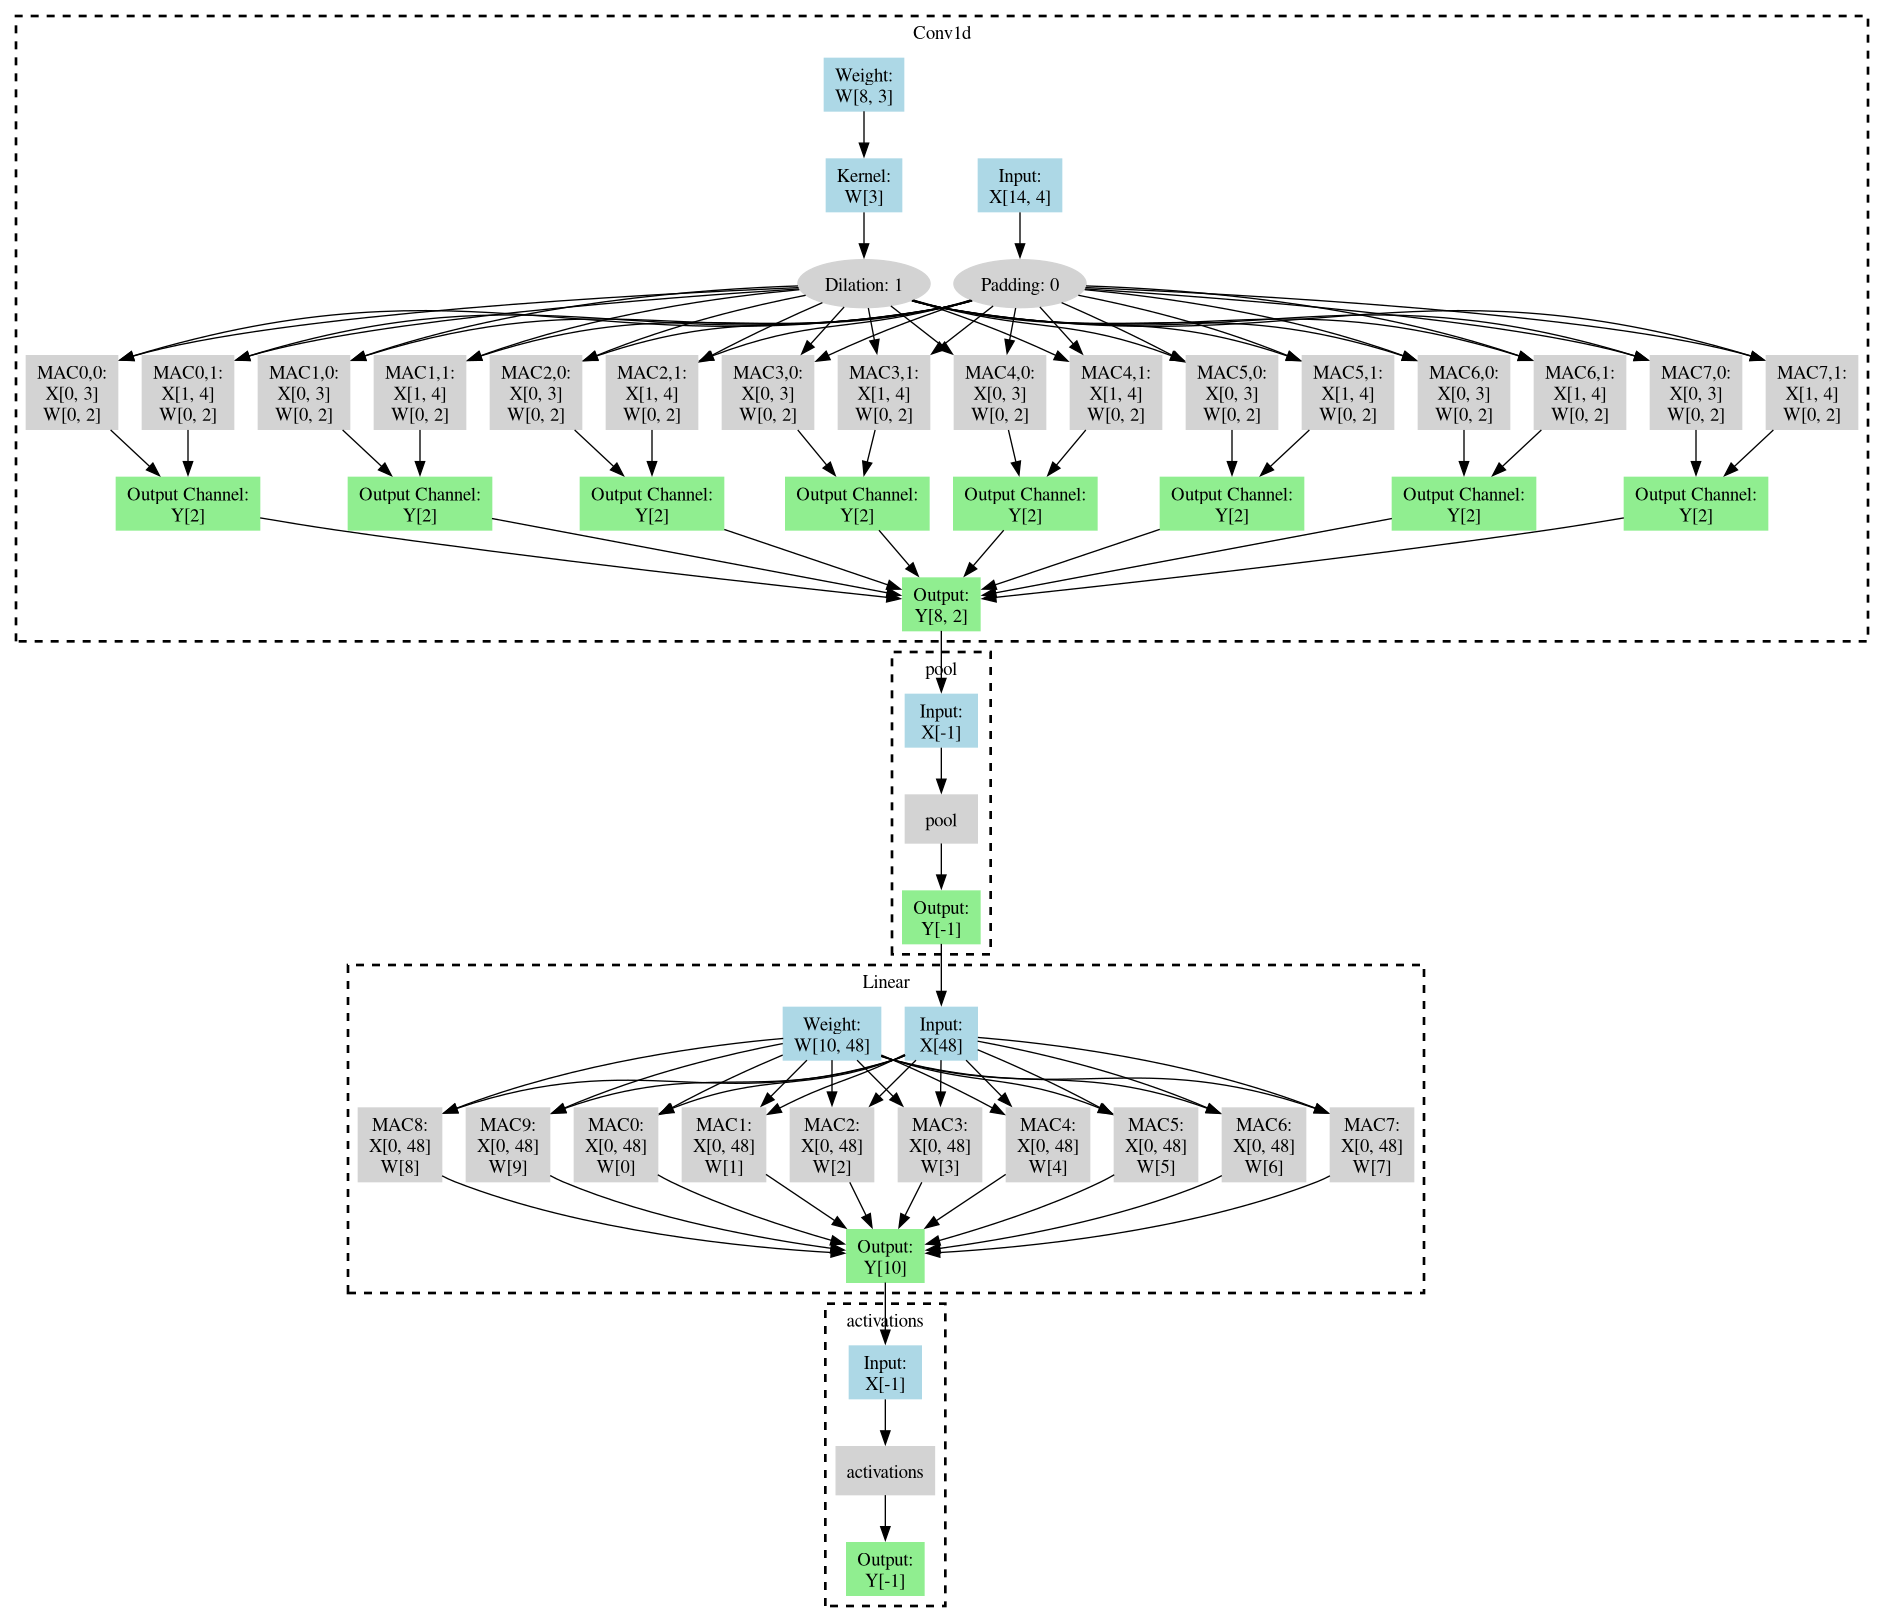 Conv1d
Weight:
W[8, 3]
Kernel:
W[3]
Input:
X[14, 4]
Dilation: 1
Padding: 0
MAC0,0:
X[0, 3]
W[0, 2]
MAC0,1:
X[1, 4]
W[0, 2]
MAC1,0:
X[0, 3]
W[0, 2]
MAC1,1:
X[1, 4]
W[0, 2]
MAC2,0:
X[0, 3]
W[0, 2]
MAC2,1:
X[1, 4]
W[0, 2]
MAC3,0:
X[0, 3]
W[0, 2]
MAC3,1:
X[1, 4]
W[0, 2]
MAC4,0:
X[0, 3]
W[0, 2]
MAC4,1:
X[1, 4]
W[0, 2]
MAC5,0:
X[0, 3]
W[0, 2]
MAC5,1:
X[1, 4]
W[0, 2]
MAC6,0:
X[0, 3]
W[0, 2]
MAC6,1:
X[1, 4]
W[0, 2]
MAC7,0:
X[0, 3]
W[0, 2]
MAC7,1:
X[1, 4]
W[0, 2]
Output Channel:
Y[2]
Output Channel:
Y[2]
Output Channel:
Y[2]
Output Channel:
Y[2]
Output Channel:
Y[2]
Output Channel:
Y[2]
Output Channel:
Y[2]
Output Channel:
Y[2]
Output:
Y[8, 2]
pool
Input:
X[-1]
pool
Output:
Y[-1]
Linear
Weight:
W[10, 48]
Input:
X[48]
MAC8:
X[0, 48]
W[8]
MAC9:
X[0, 48]
W[9]
MAC0:
X[0, 48]
W[0]
MAC1:
X[0, 48]
W[1]
MAC2:
X[0, 48]
W[2]
MAC3:
X[0, 48]
W[3]
MAC4:
X[0, 48]
W[4]
MAC5:
X[0, 48]
W[5]
MAC6:
X[0, 48]
W[6]
MAC7:
X[0, 48]
W[7]
Output:
Y[10]
activations
Input:
X[-1]
activations
Output:
Y[-1]